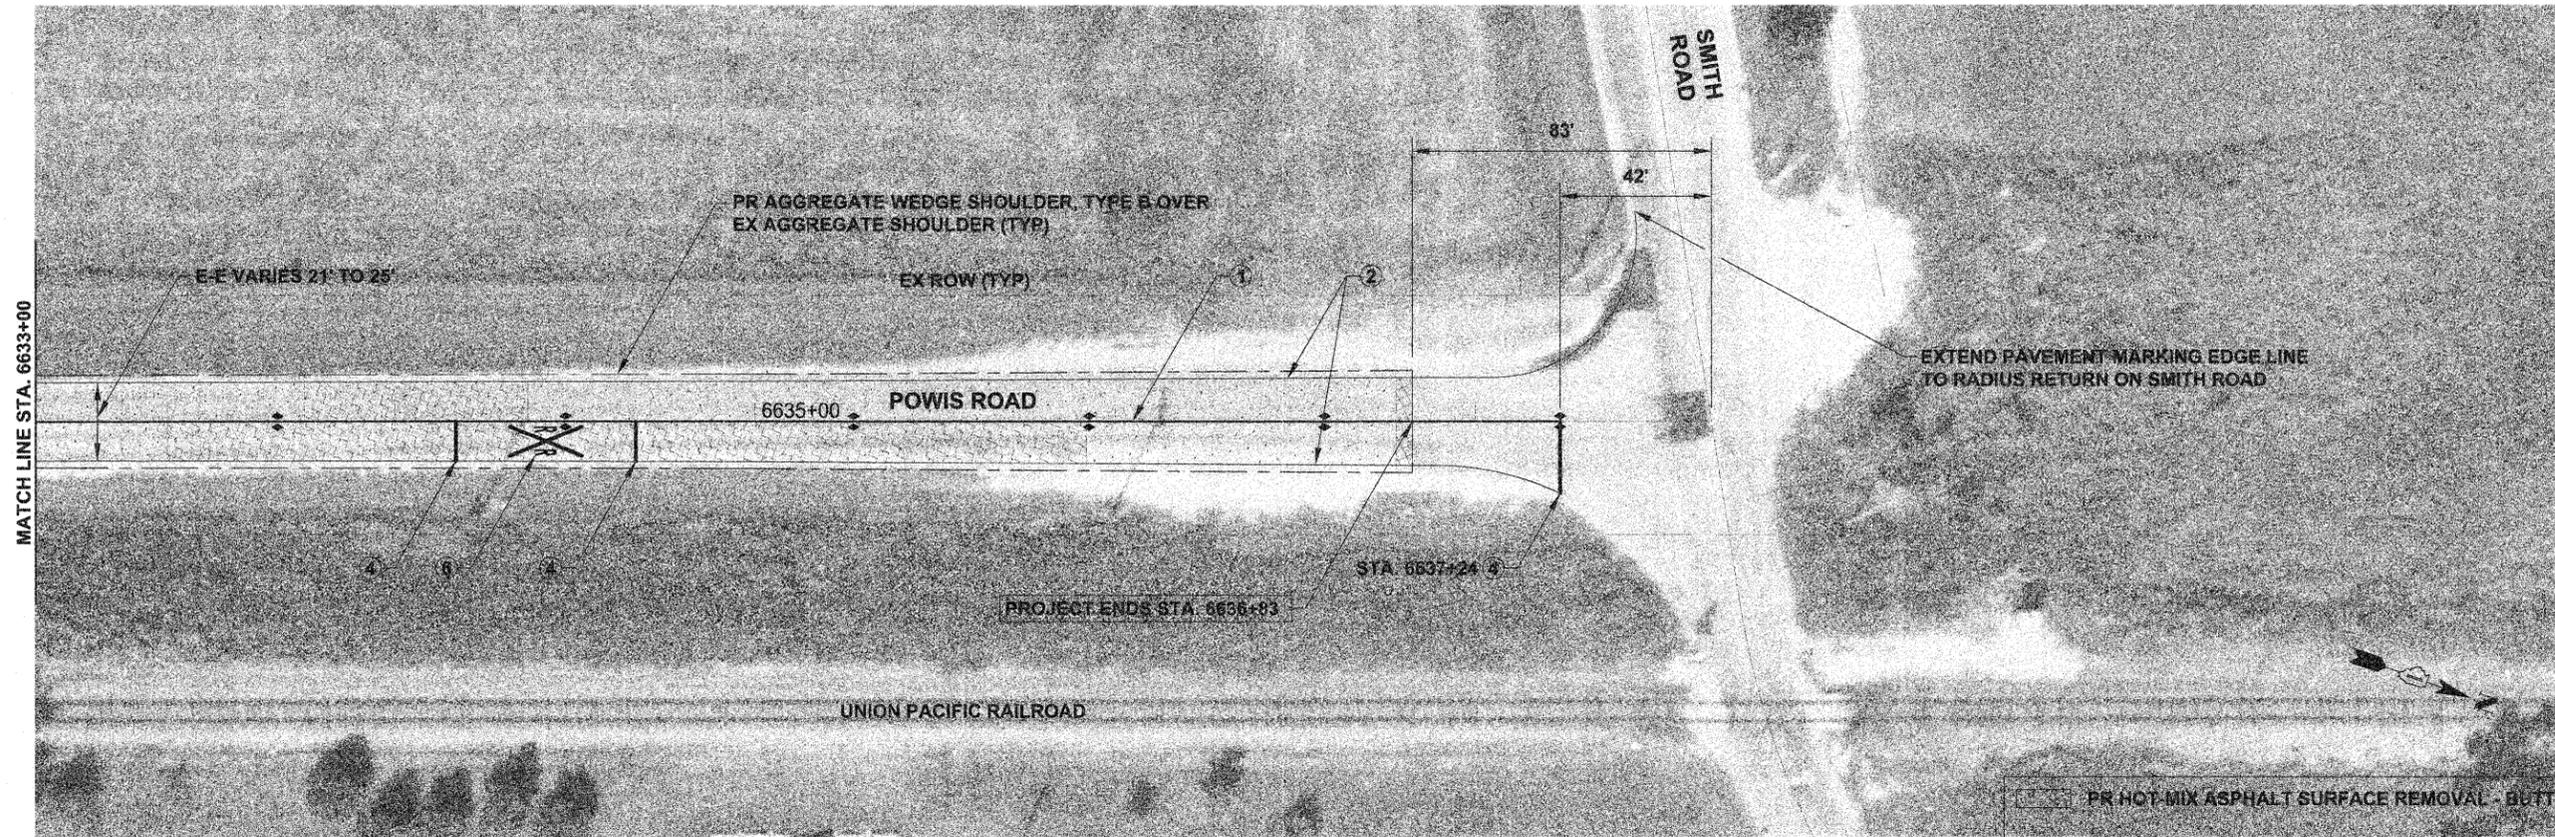 SMITH
ROAD
83'
42'
PR AGGREGATE WEDGE SHOULDER, TYPE B OVER
EX AGGREGATE SHOULDER (TYP)
E-E VARIES 21' TO 25'
EX ROW (TYP)
1
2
MATCH LINE STA. 6633+00
EXTEND PAVEMENT MARKING EDGE LINE
TO RADIUS RETURN ON SMITH ROAD
6635+00
POWIS ROAD
R
R
4
6
4
STA. 6637+24 4
PROJECT ENDS STA. 6636+83
UNION PACIFIC RAILROAD
PR HOT-MIX ASPHALT SURFACE REMOVAL - BUTT